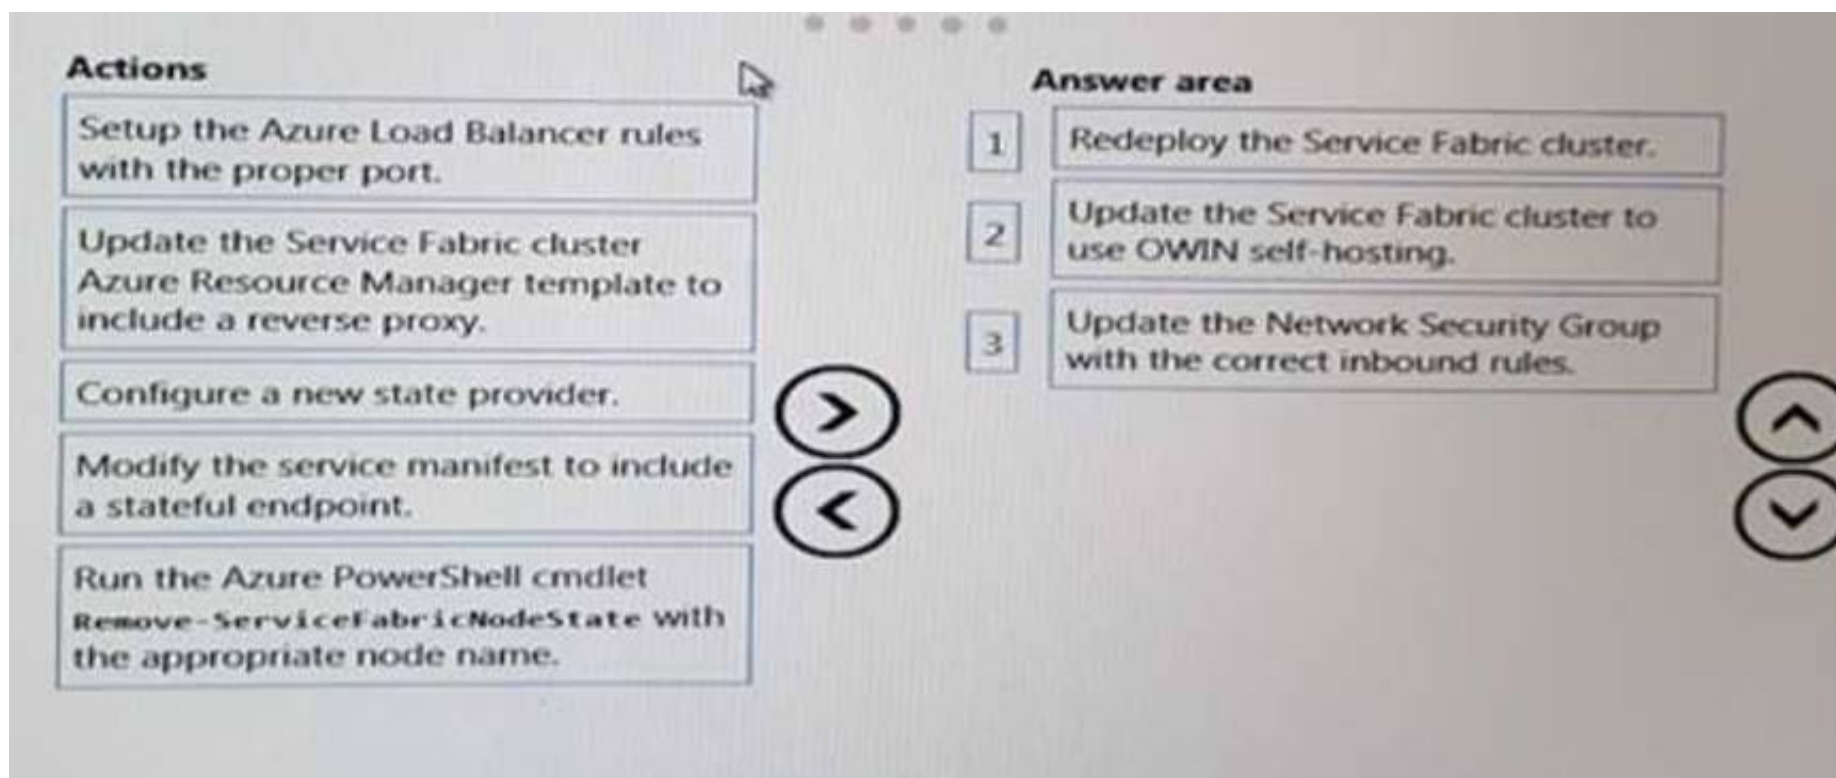 Actions
Setup the Azure Load Balancer rules
with the proper port.
Update the Service Fabric cluster
Azure Resource Manager template to
include a reverse proxy.
Configure a new state provider.
Modify the service manifest to include
a stateful endpoint.
Run the Azure PowerShell cmdlet
Remove-ServiceFabricNodeState with
the appropriate node name.
Answer area
1
Redeploy the Service Fabric cluster.
2
Update the Service Fabric cluster to
use OWIN self-hosting.
3
Update the Network Security Group
with the correct inbound rules.